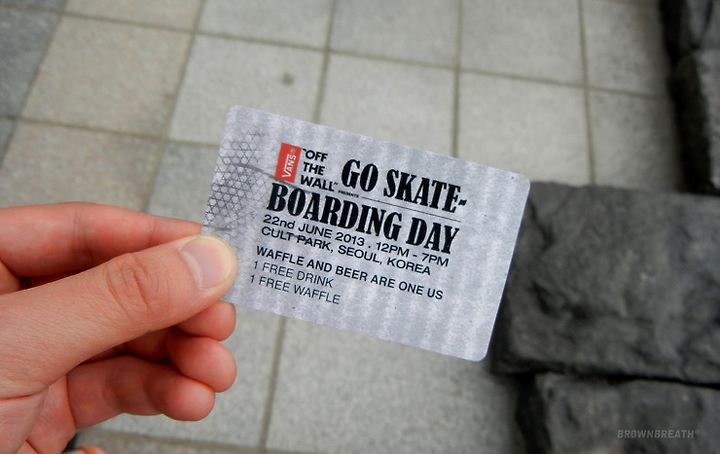 VANS
"OFF
THE
WALL"
PRESENTS
GO SKATE-
BOARDING DAY
22nd JUNE 2013 . 12PM - 7PM
CULT PARK, SEOUL, KOREA
WAFFLE AND BEER ARE ONE US
1 FREE DRINK
1 FREE WAFFLE
BROWNBREATH®